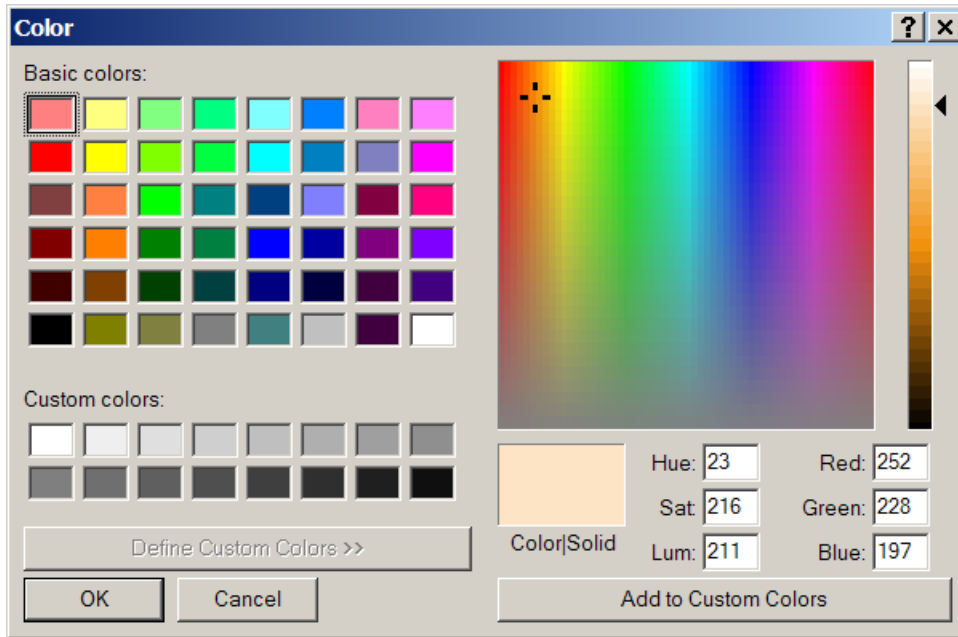 Color
Basic colors:
Custom colors:
Define Custom Colors >>
OK Cancel
Color|Solid
Hue: 23 Red: 252
Sat: 216 Green: 228
Lum: 211 Blue: 197
Add to Custom Colors